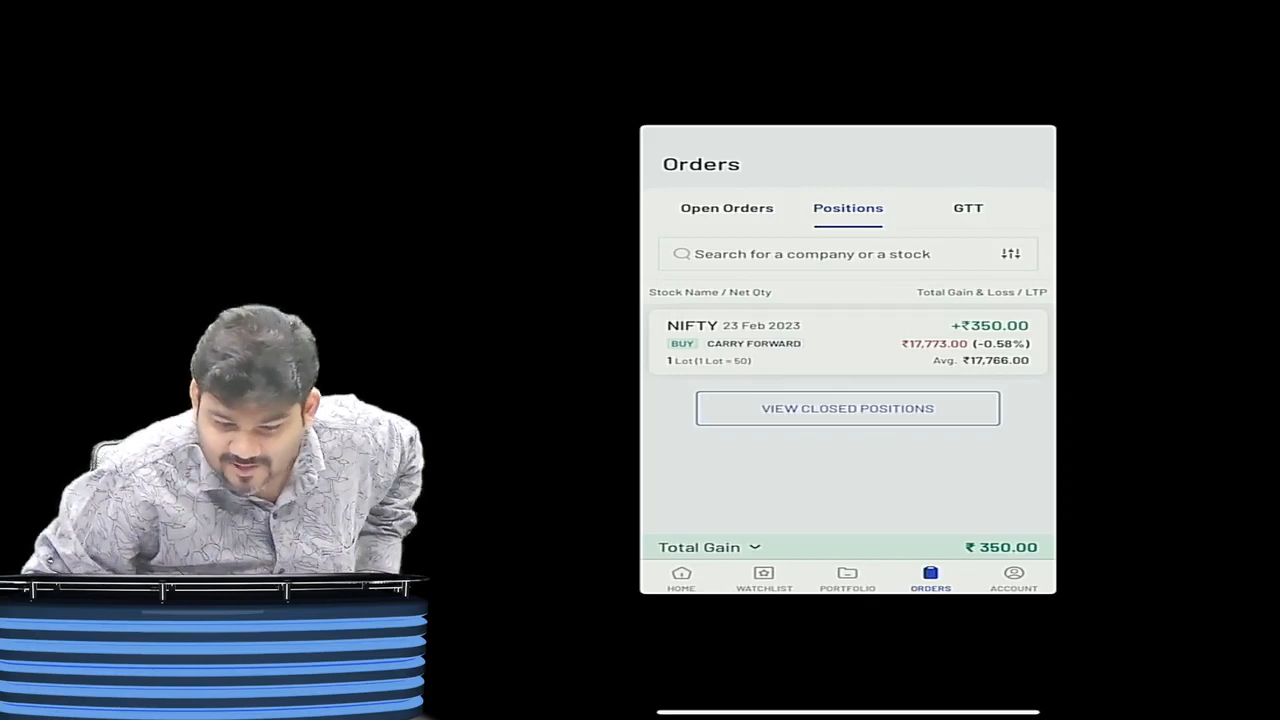 Orders
Open Orders Positions GTT
Search for a company or a stock
Stock Name / Net Qty Total Gain & Loss / LTP
NIFTY 23 Feb 2023 +₹350.00
BUY CARRY FORWARD ₹17,773.00 (-0.58%)
1 Lot (1 Lot = 50) Avg. ₹17,766.00
VIEW CLOSED POSITIONS
Total Gain ₹ 350.00
HOME WATCHLIST PORTFOLIO ORDERS ACCOUNT